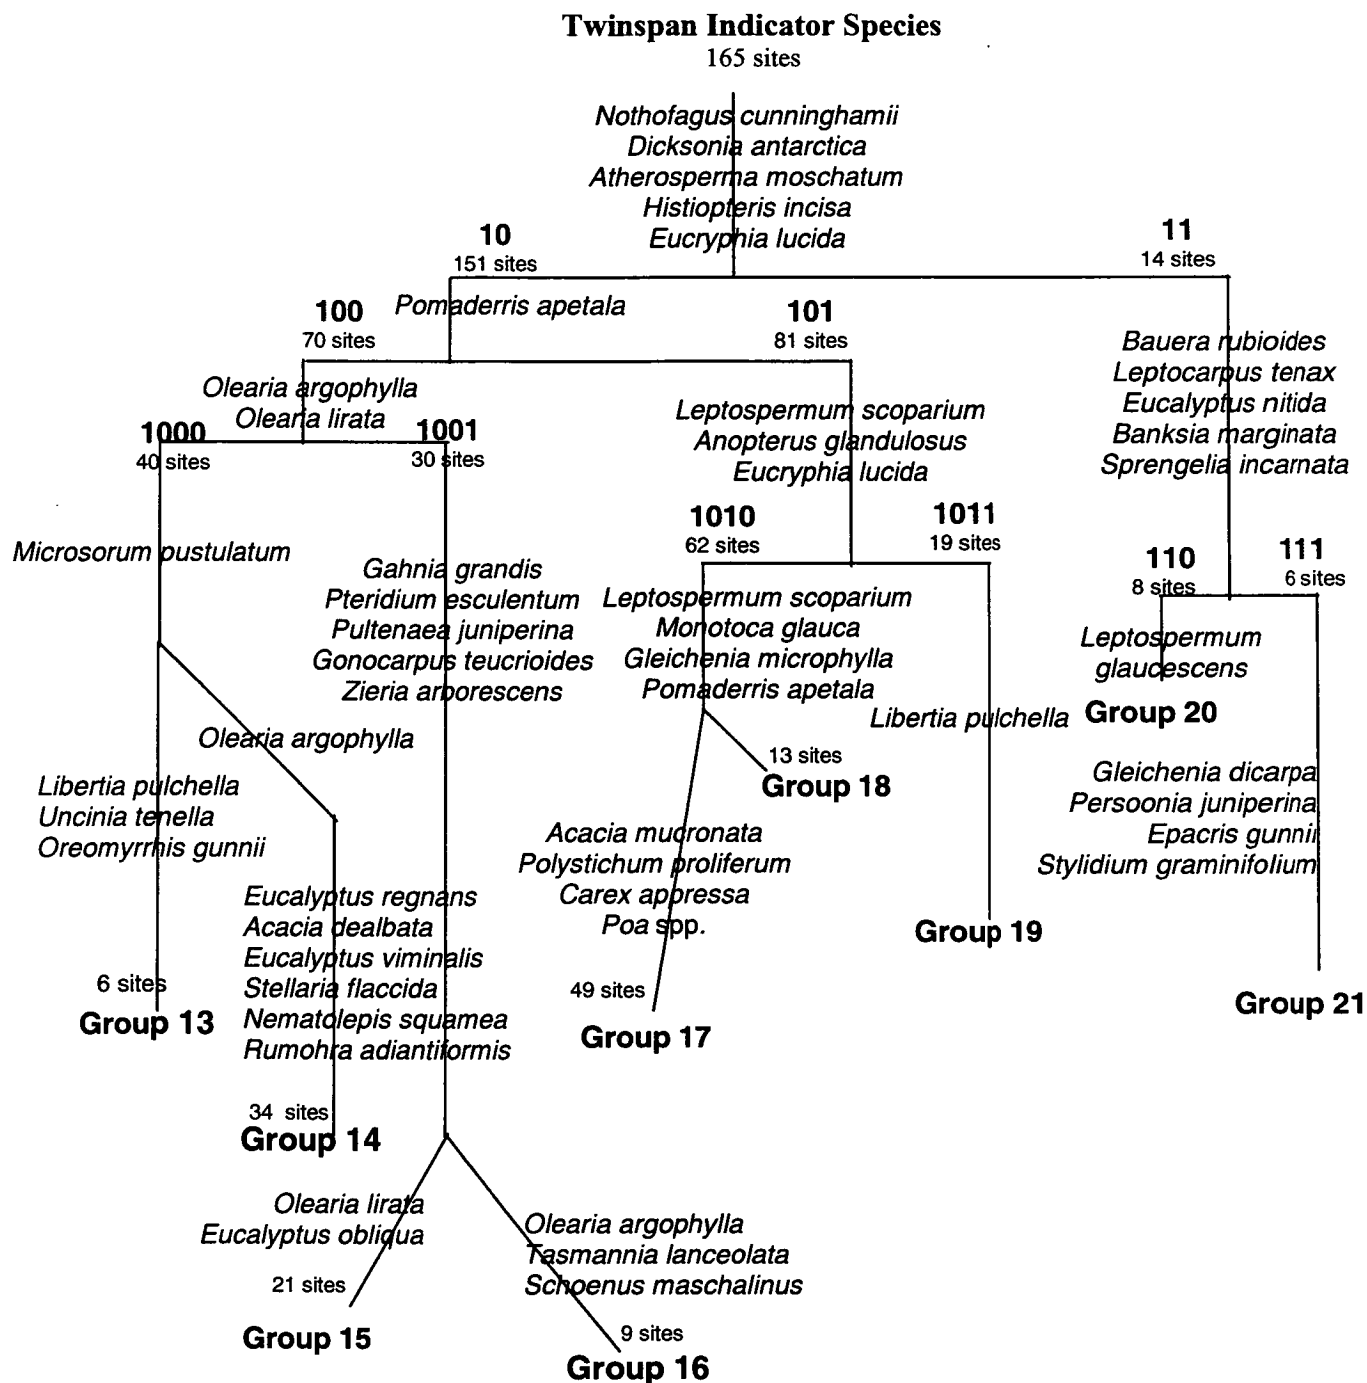 Twinspan Indicator Species
165 sites
Nothofagus cunninghamii
Dicksonia antarctica
Atherosperma moschatum
Histiopteris incisa
Eucryphia lucida
10
151 sites
11
14 sites
Pomaderris apetala
100
70 sites
101
81 sites
Olearia argophylla
Olearia lirata
1000
40 sites
1001
30 sites
Leptospermum scoparium
Anopterus glandulosus
Eucryphia lucida
Bauera rubioides
Leptocarpus tenax
Eucalyptus nitida
Banksia marginata
Sprengelia incarnata
1010
62 sites
1011
19 sites
110
8 sites
111
6 sites
Microsorum pustulatum
Gahnia grandis
Pteridium esculentum
Pultenaea juniperina
Gonocarpus teucrioides
Zieria arborescens
Leptospermum scoparium
Monotoca glauca
Gleichenia microphylla
Pomaderris apetala
Leptospermum
glaucescens
Group 20
Libertia pulchella
Olearia argophylla
13 sites
Group 18
Libertia pulchella
Uncinia tenella
Oreomyrrhis gunnii
Gleichenia dicarpa
Persoonia juniperina
Epacris gunnii
Stylidium graminifolium
Acacia mucronata
Polystichum proliferum
Carex appressa
Poa spp.
Eucalyptus regnans
Acacia dealbata
Eucalyptus viminalis
Stellaria flaccida
Nematolepis squamea
Rumohra adiantiformis
Group 19
6 sites
Group 13
49 sites
Group 17
Group 21
34 sites
Group 14
Olearia lirata
Eucalyptus obliqua
Olearia argophylla
Tasmannia lanceolata
Schoenus maschalinus
21 sites
Group 15
9 sites
Group 16